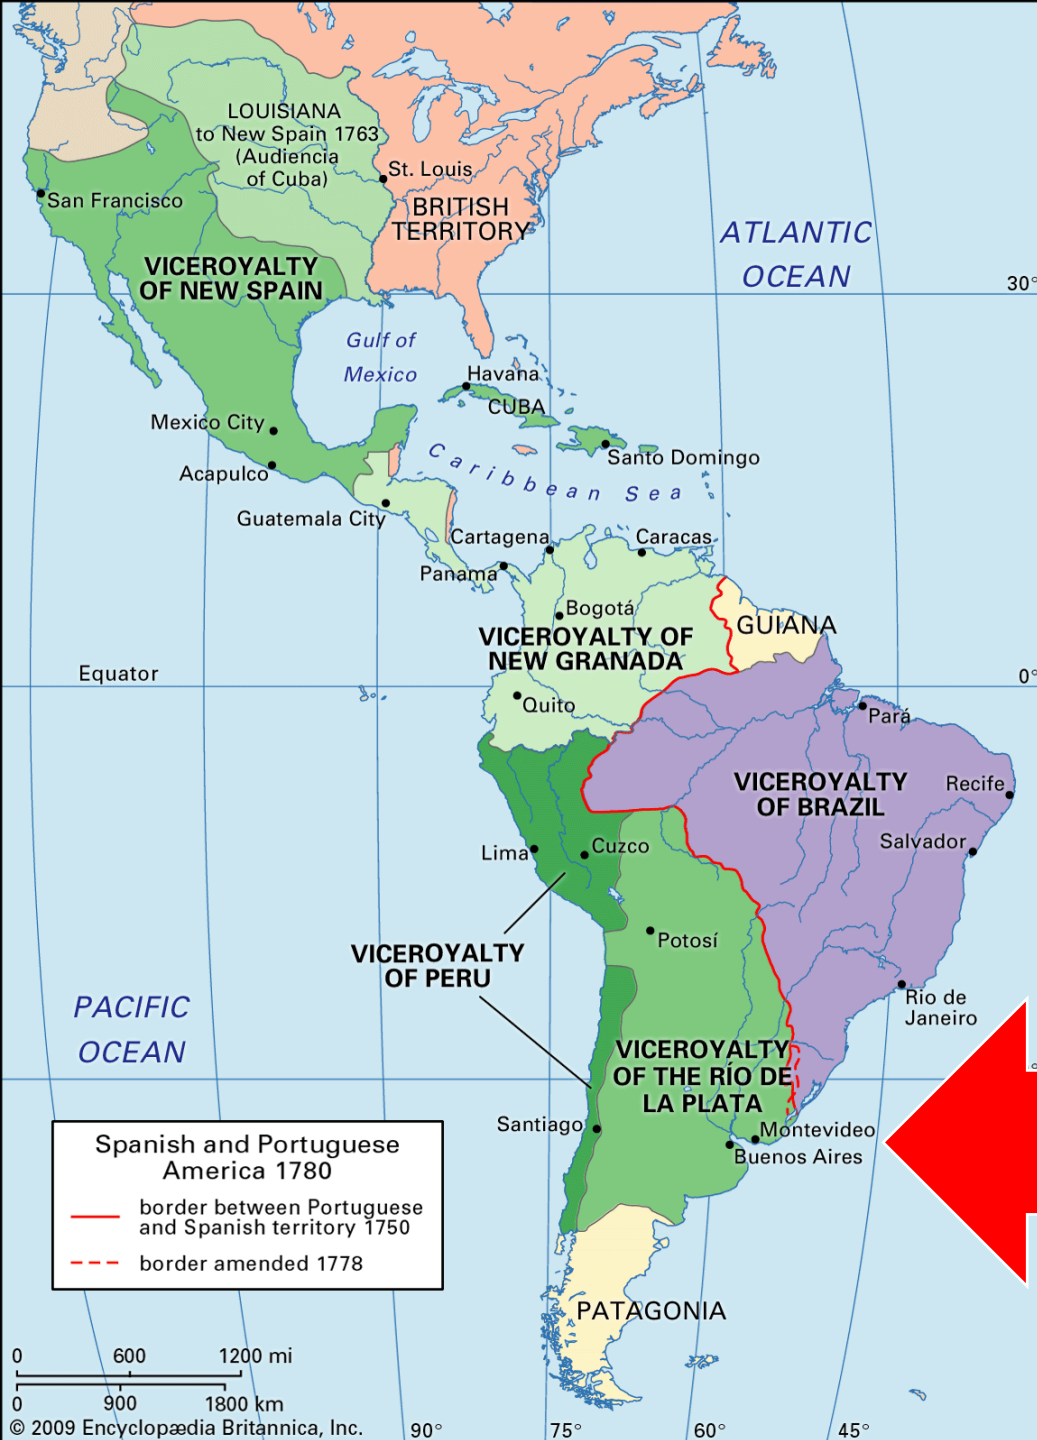 LOUISIANA
to New Spain 1763
(Audiencia
of Cuba)
St. Louis
San Francisco
BRITISH
TERRITORY
ATLANTIC
OCEAN
VICEROYALTY
OF NEW SPAIN
30°
Gulf of
Mexico
Havana
CUBA
Mexico City
Acapulco
Santo Domingo
Caribbean Sea
Guatemala City
Cartagena
Caracas
Panama
Bogotá
GUIANA
VICEROYALTY OF
NEW GRANADA
Equator
0°
Quito
Pará
VICEROYALTY
OF BRAZIL
Recife
Salvador
Lima
Cuzco
Potosí
VICEROYALTY
OF PERU
PACIFIC
OCEAN
Rio de
Janeiro
VICEROYALTY
OF THE RÍO DE
LA PLATA
Santiago
Montevideo
Buenos Aires
Spanish and Portuguese
America 1780
border between Portuguese
and Spanish territory 1750
border amended 1778
PATAGONIA
0 600 1200 mi
0 900 1800 km
© 2009 Encyclopædia Britannica, Inc.
90° 75° 60° 45°